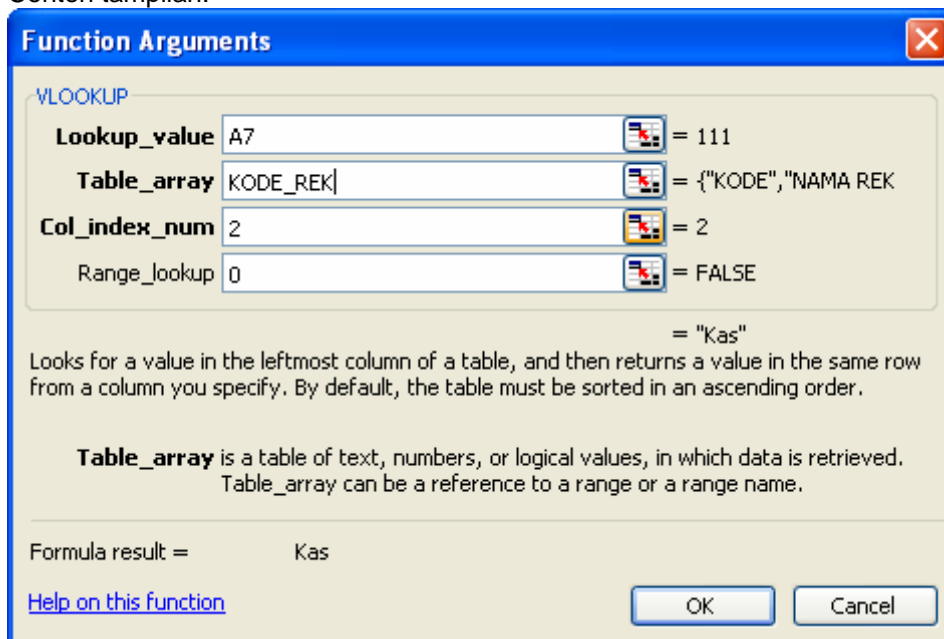 Contoh tampilan:
Function Arguments
VLOOKUP
Lookup_value A7 = 111
Table_array KODE_REK = {"KODE","NAMA REK
Col_index_num 2 = 2
Range_lookup 0 = FALSE
= "Kas"
Looks for a value in the leftmost column of a table, and then returns a value in the same row
from a column you specify. By default, the table must be sorted in an ascending order.
Table_array is a table of text, numbers, or logical values, in which data is retrieved.
Table_array can be a reference to a range or a range name.
Formula result = Kas
Help on this function OK Cancel